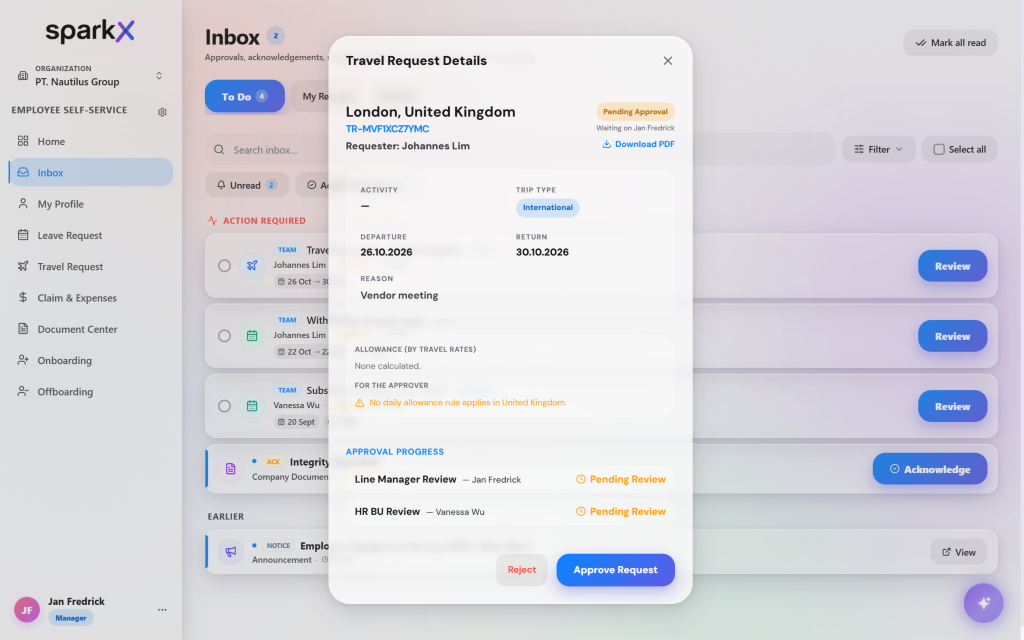 sparkX
ORGANIZATION
PT. Nautilus Group
EMPLOYEE SELF-SERVICE
Home
Inbox
My Profile
Leave Request
Travel Request
Claim & Expenses
Document Center
Onboarding
Offboarding
JF
Jan Fredrick
Manager
Inbox 2
Approvals, acknowledgements,
Mark all read
To Do 4
My
Search inbox...
Filter
Select all
Unread 2
ACTION REQUIRED
TEAM
Johannes Lim
26 Oct →
Review
TEAM
Johannes Lim
22 Oct → 22
Review
TEAM
Vanessa Wu
20 Sept
Review
ACK Integrity
Company
Acknowledge
EARLIER
NOTICE
Announcement
View
Travel Request Details
London, United Kingdom
Pending Approval
TR-MVF1XCZ7YMC
Waiting on Jan Fredrick
Requester: Johannes Lim
Download PDF
ACTIVITY
TRIP TYPE
—
International
DEPARTURE
RETURN
26.10.2026
30.10.2026
REASON
Vendor meeting
ALLOWANCE (BY TRAVEL RATES)
None calculated.
FOR THE APPROVER
No daily allowance rule applies in United Kingdom.
APPROVAL PROGRESS
Line Manager Review — Jan Fredrick
Pending Review
HR BU Review — Vanessa Wu
Pending Review
Reject
Approve Request